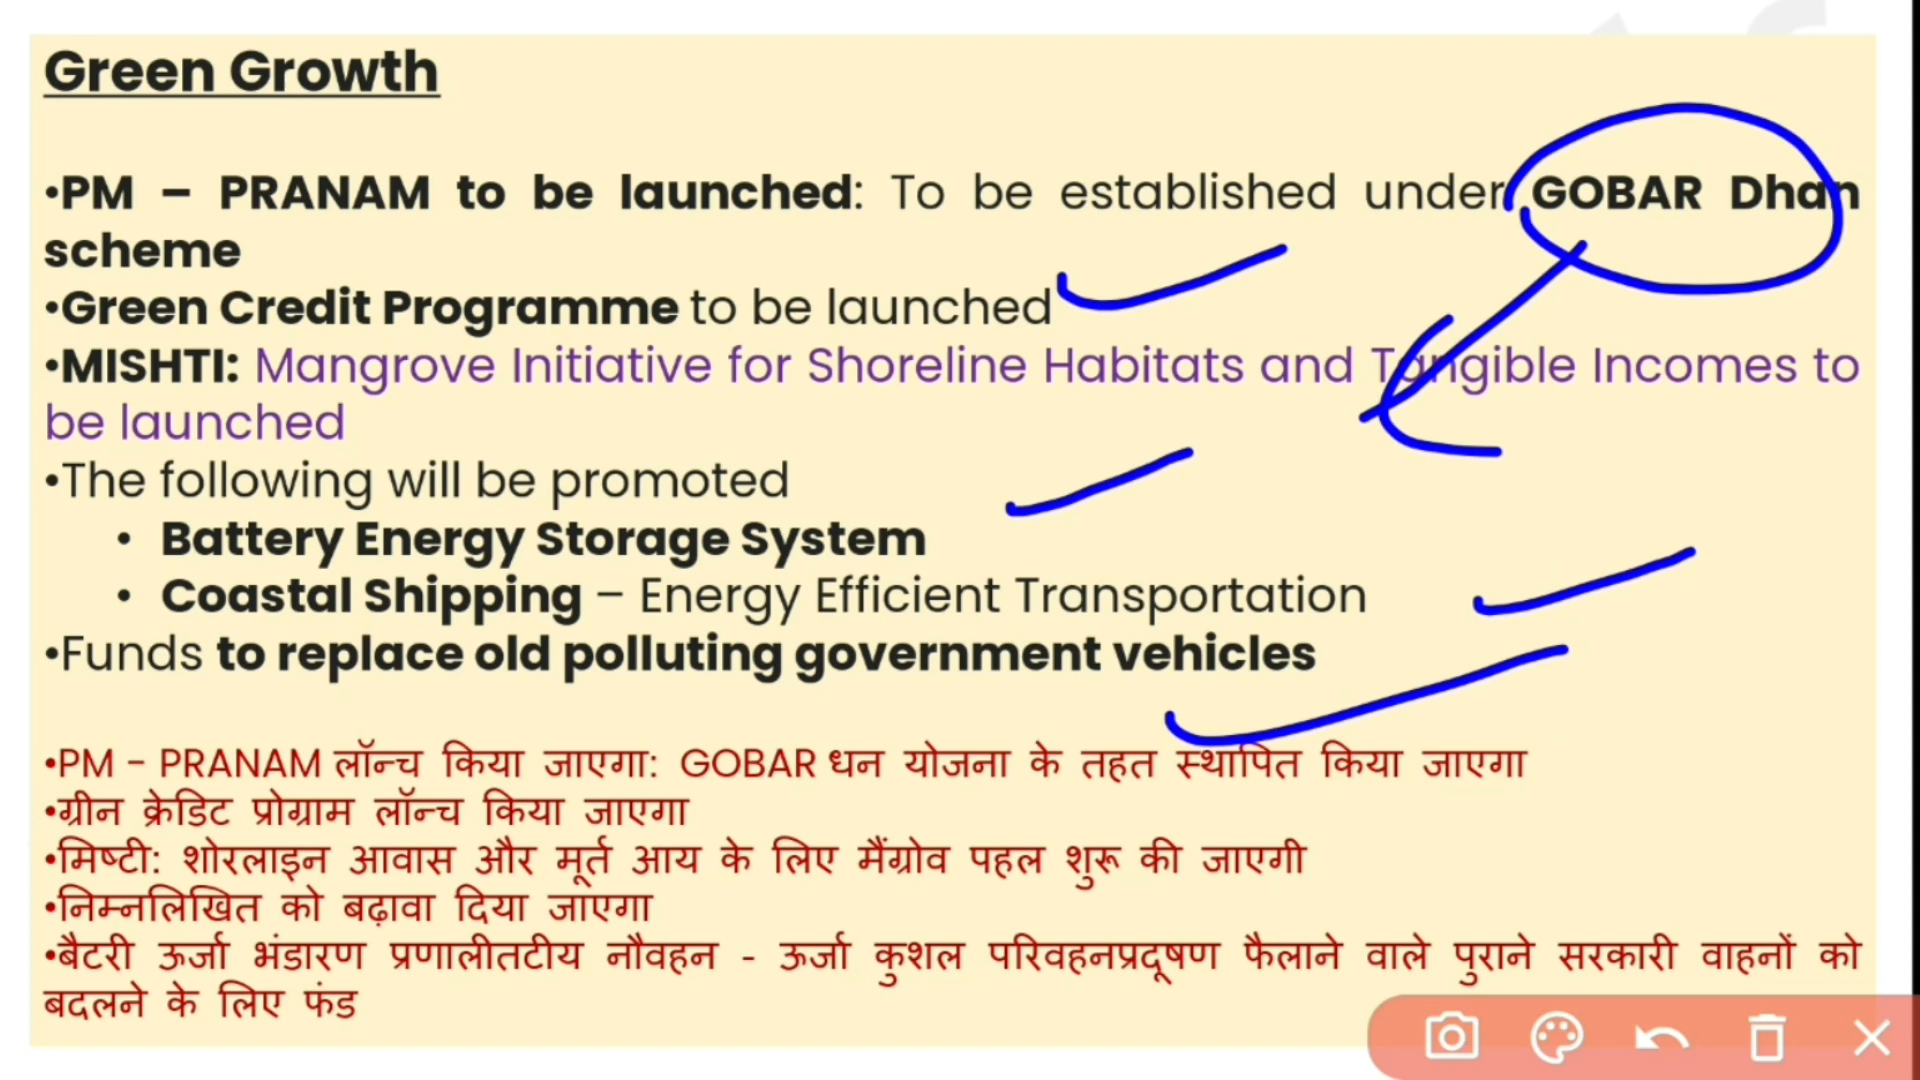 Green Growth
•PM – PRANAM to be launched: To be established under GOBAR Dhan
scheme
•Green Credit Programme to be launched
•MISHTI: Mangrove Initiative for Shoreline Habitats and Tangible Incomes to
be launched
•The following will be promoted
• Battery Energy Storage System
• Coastal Shipping – Energy Efficient Transportation
•Funds to replace old polluting government vehicles
•PM - PRANAM लॉन्च किया जाएगा: GOBAR धन योजना के तहत स्थापित किया जाएगा
•ग्रीन क्रेडिट प्रोग्राम लॉन्च किया जाएगा
•मिष्टी: शोरलाइन आवास और मूर्त आय के लिए मैंग्रोव पहल शुरू की जाएगी
•निम्नलिखित को बढ़ावा दिया जाएगा
•बैटरी ऊर्जा भंडारण प्रणालीतटीय नौवहन - ऊर्जा कुशल परिवहनप्रदूषण फैलाने वाले पुराने सरकारी वाहनों को
बदलने के लिए फंड